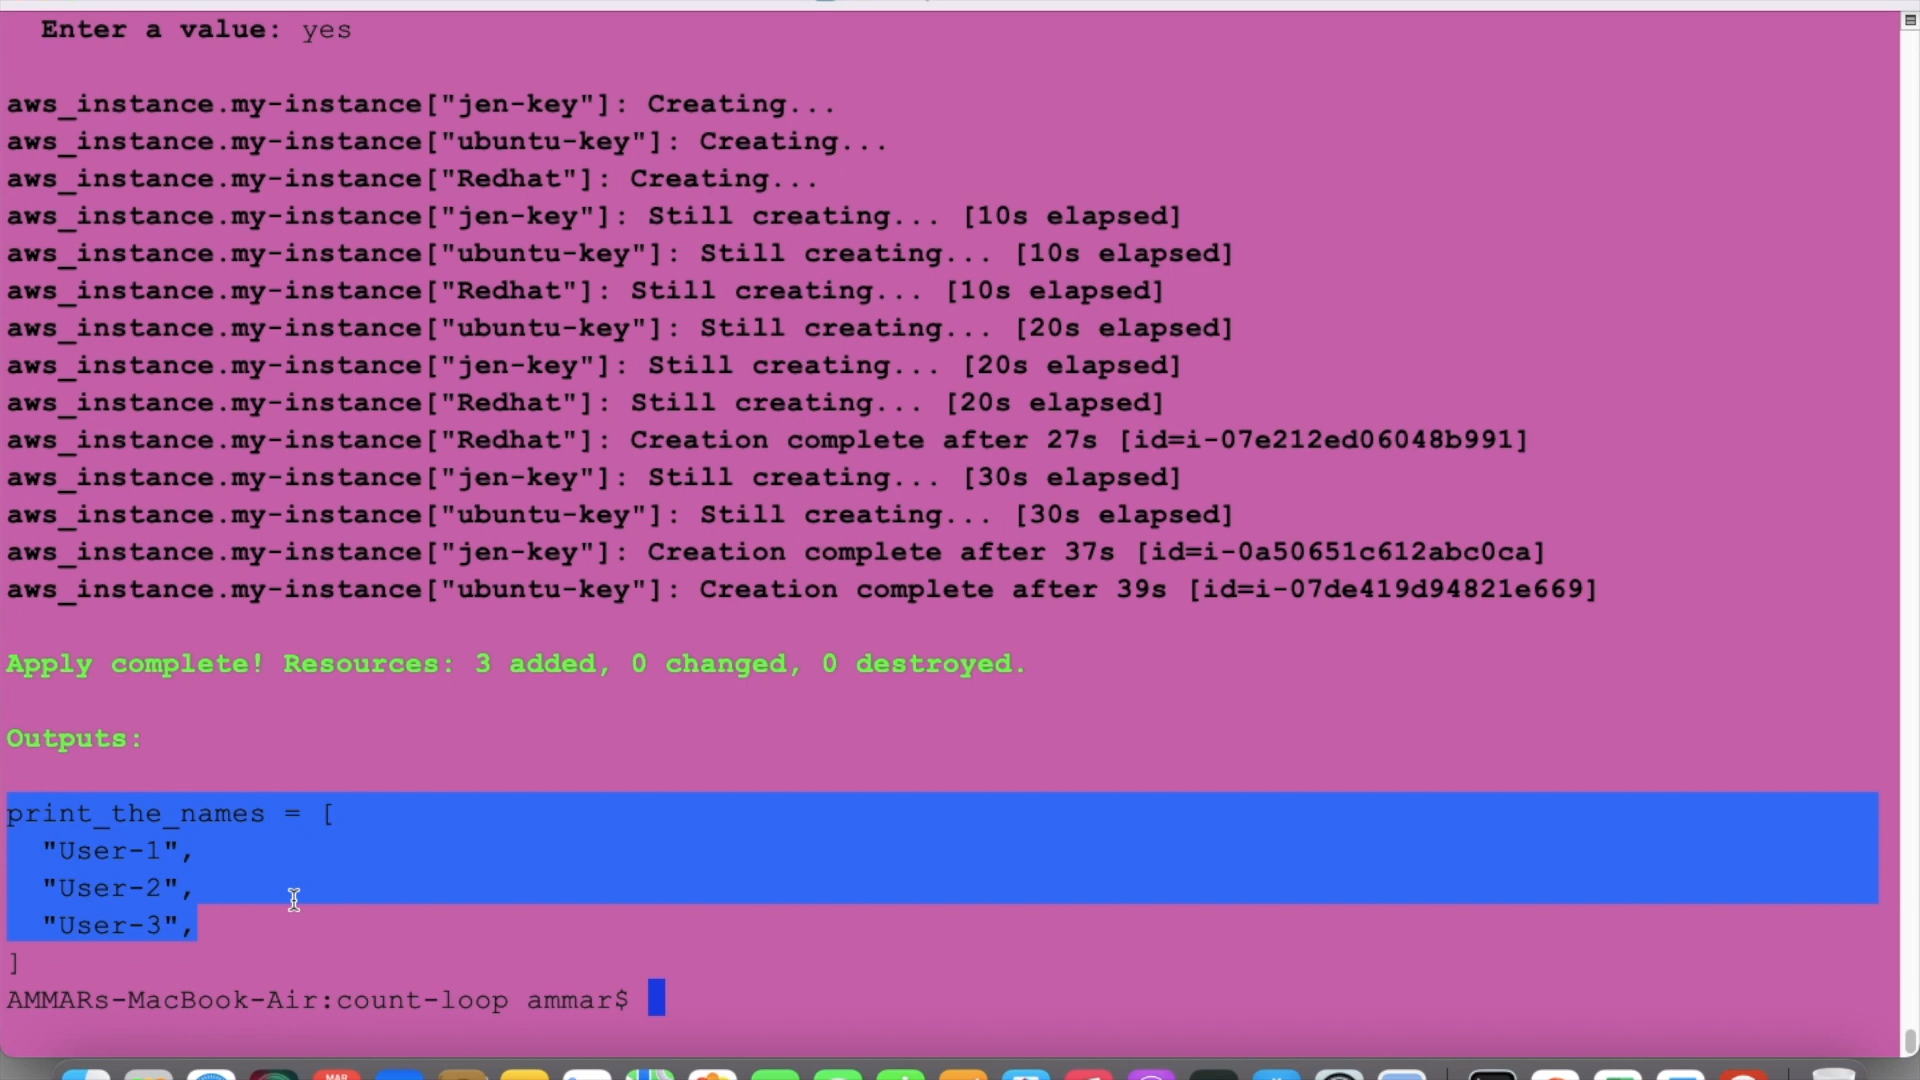 Enter a value: yes
aws_instance.my-instance["jen-key"]: Creating...
aws_instance.my-instance["ubuntu-key"]: Creating...
aws_instance.my-instance["Redhat"]: Creating...
aws_instance.my-instance["jen-key"]: Still creating... [10s elapsed]
aws_instance.my-instance["ubuntu-key"]: Still creating... [10s elapsed]
aws_instance.my-instance["Redhat"]: Still creating... [10s elapsed]
aws_instance.my-instance["ubuntu-key"]: Still creating... [20s elapsed]
aws_instance.my-instance["jen-key"]: Still creating... [20s elapsed]
aws_instance.my-instance["Redhat"]: Still creating... [20s elapsed]
aws_instance.my-instance["Redhat"]: Creation complete after 27s [id=i-07e212ed06048b991]
aws_instance.my-instance["jen-key"]: Still creating... [30s elapsed]
aws_instance.my-instance["ubuntu-key"]: Still creating... [30s elapsed]
aws_instance.my-instance["jen-key"]: Creation complete after 37s [id=i-0a50651c612abc0ca]
aws_instance.my-instance["ubuntu-key"]: Creation complete after 39s [id=i-07de419d94821e669]
Apply complete! Resources: 3 added, 0 changed, 0 destroyed.
Outputs:
print_the_names = [
"User-1",
"User-2",
"User-3",
]
AMMARs-MacBook-Air:count-loop ammar$
MAR